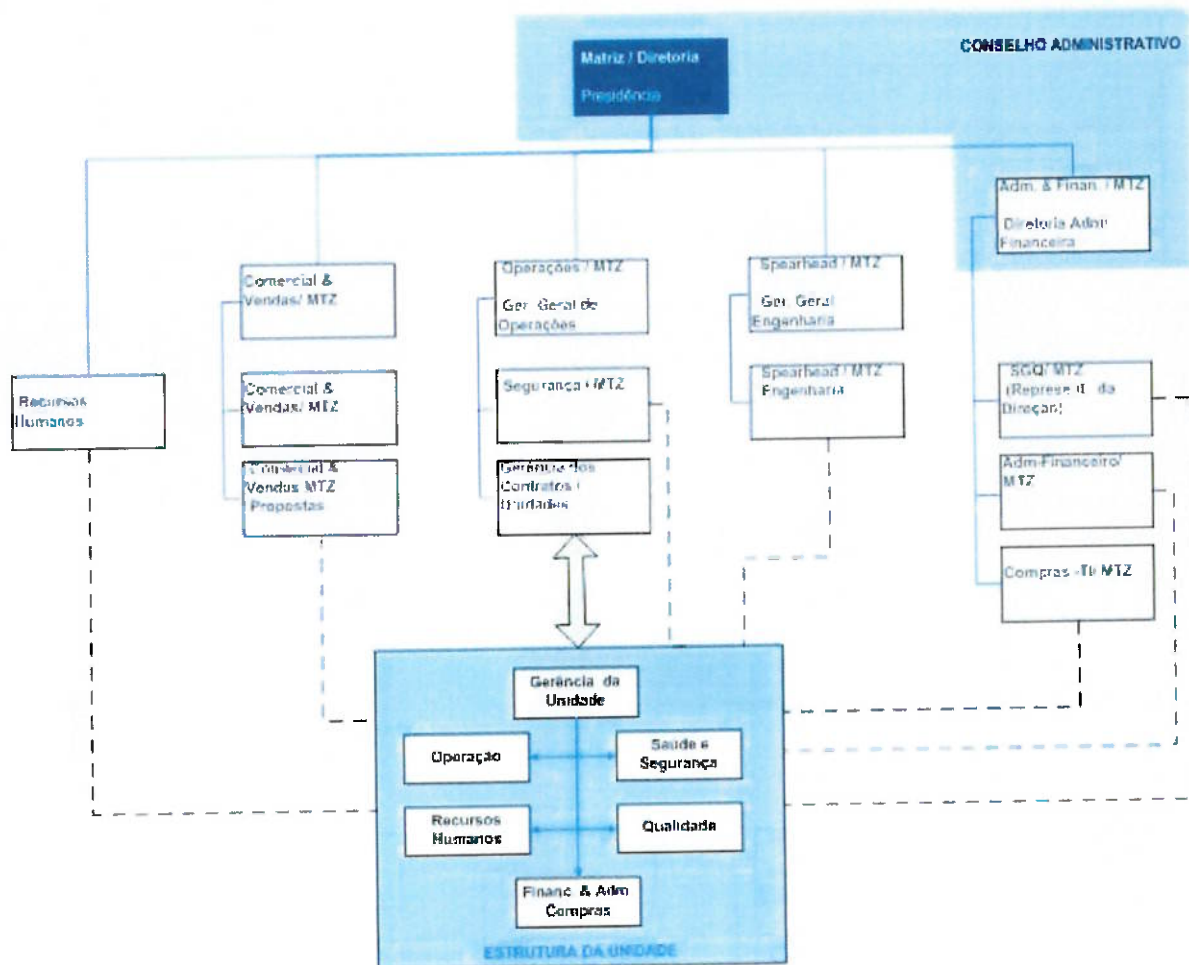 CONSELHO ADMINISTRATIVO
Matriz / Diretoria
Presidência
Adm. & Finan. / MTZ
Diretoria Adm
Financeira
Comercial &
Vendas/ MTZ
Operações / MTZ
Ger. Geral de
Operações
Spearhead / MTZ
Ger. Geral
Engenharia
Recursos
Humanos
Comercial &
Vendas/ MTZ
Segurança / MTZ
Spearhead / MTZ
Engenharia
SGQ/ MTZ
da
Direção)
Comercial &
Vendas MTZ
Propostas
Gerência dos
Contratos /
Unidades
Adm-Financeiro/
MTZ
Compras -TI/ MTZ
Gerência da
Unidade
Operação
Saúde e
Segurança
Recursos
Humanos
Qualidade
Financ. & Adm
Compras
ESTRUTURA DA UNIDADE